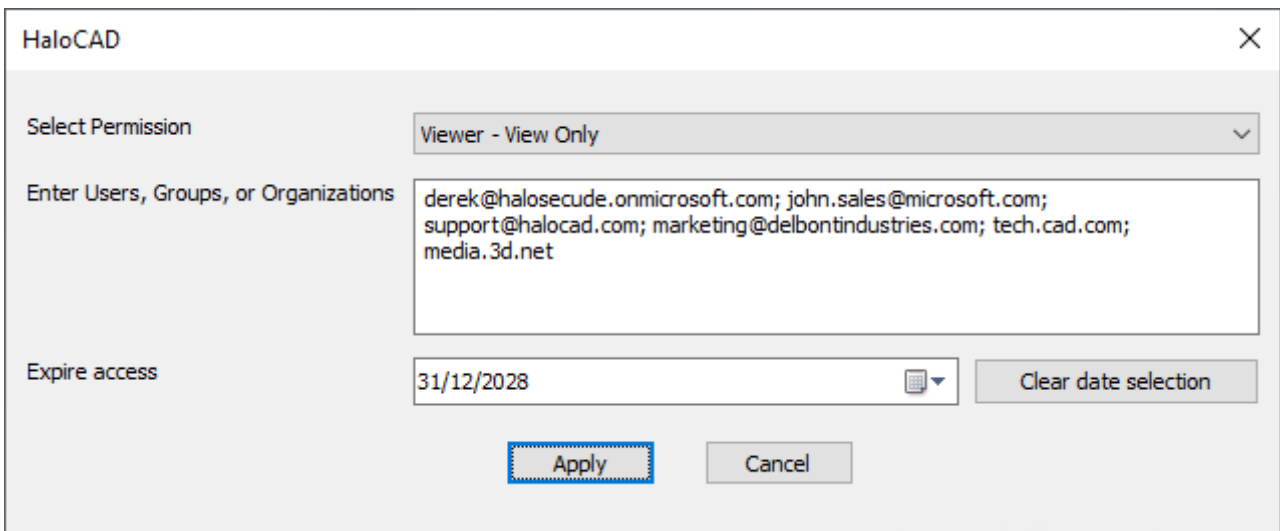 HaloCAD
Select Permission
Viewer - View Only
Enter Users, Groups, or Organizations
derek@halosecude.onmicrosoft.com; john.sales@microsoft.com;
support@halocad.com; marketing@delbontindustries.com; tech.cad.com;
media.3d.net
Expire access
31/12/2028
Clear date selection
Apply
Cancel